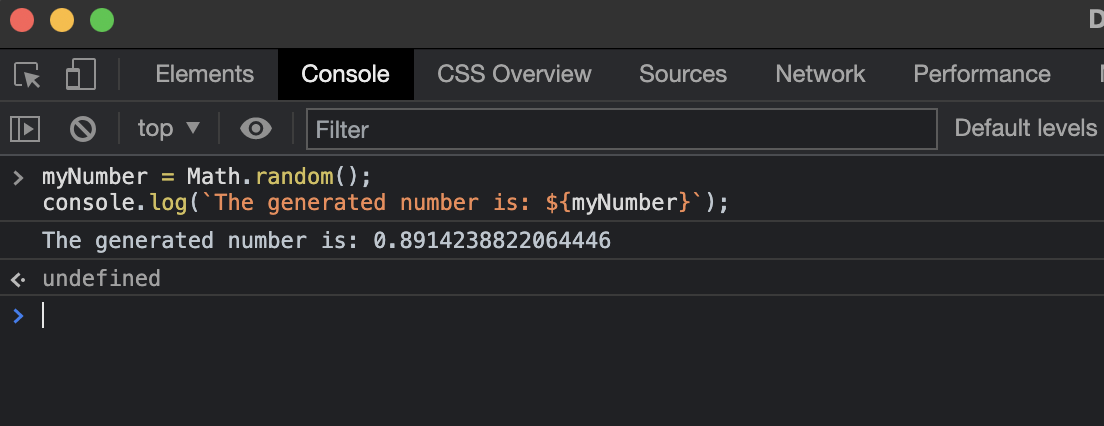 D
Elements Console CSS Overview Sources Network Performance
top ▼ Filter Default levels
> myNumber = Math.random();
console.log(`The generated number is: ${myNumber}`);
The generated number is: 0.8914238822064446
undefined
>